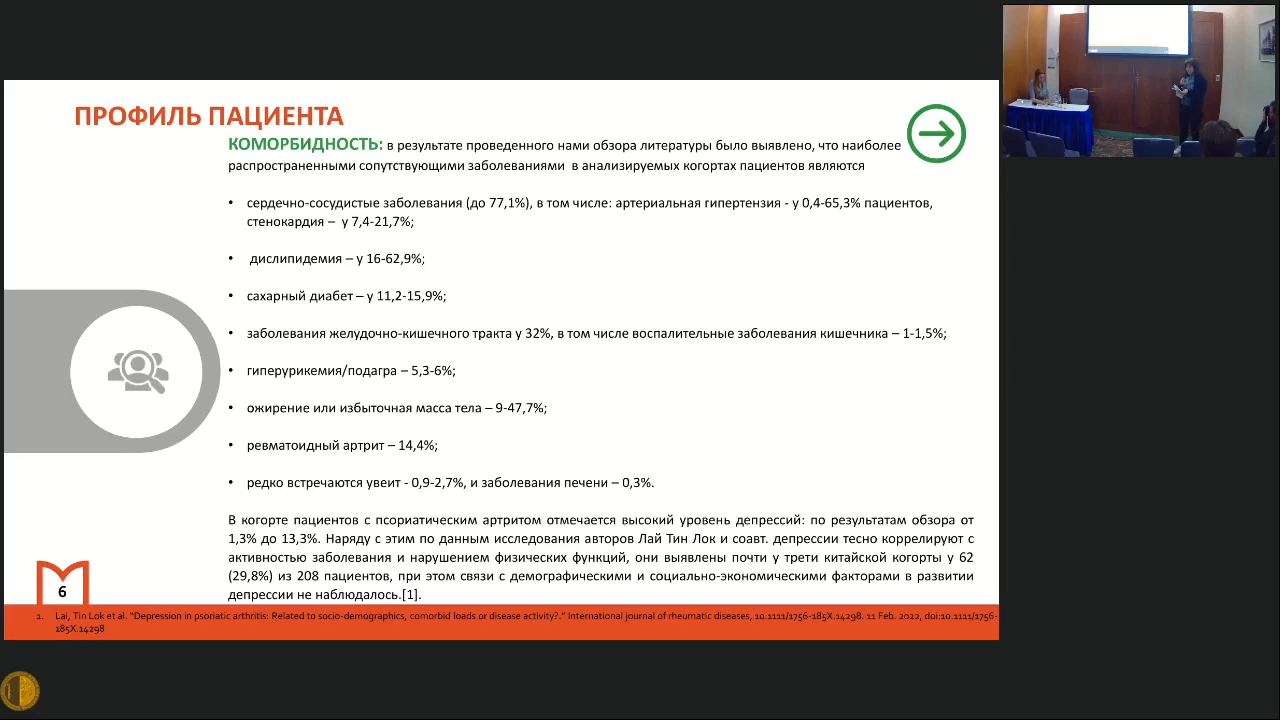 ПРОФИЛЬ ПАЦИЕНТА
КОМОРБИДНОСТЬ: в результате проведенного нами обзора литературы было выявлено, что наиболее
распространенными сопутствующими заболеваниями в анализируемых когортах пациентов являются
• сердечно-сосудистые заболевания (до 77,1%), в том числе: артериальная гипертензия - у 0,4-65,3% пациентов,
стенокардия – у 7,4-21,7%;
• дислипидемия – у 16-62,9%;
• сахарный диабет – у 11,2-15,9%;
• заболевания желудочно-кишечного тракта у 32%, в том числе воспалительные заболевания кишечника – 1-1,5%;
• гиперурикемия/подагра – 5,3-6%;
• ожирение или избыточная масса тела – 9-47,7%;
• ревматоидный артрит – 14,4%;
• редко встречаются увеит - 0,9-2,7%, и заболевания печени – 0,3%.
В когорте пациентов с псориатическим артритом отмечается высокий уровень депрессий: по результатам обзора от
1,3% до 13,3%. Наряду с этим по данным исследования авторов Лай Тин Лок и соавт. депрессии тесно коррелируют с
активностью заболевания и нарушением физических функций, они выявлены почти у трети китайской когорты у 62
(29,8%) из 208 пациентов, при этом связи с демографическими и социально-экономическими факторами в развитии
депрессии не наблюдалось.[1].
6
1. Lai, Tin Lok et al. “Depression in psoriatic arthritis: Related to socio-demographics, comorbid loads or disease activity?.” International journal of rheumatic diseases, 10.1111/1756-185X.14298. 11 Feb. 2022, doi:10.1111/1756-
185X.14298